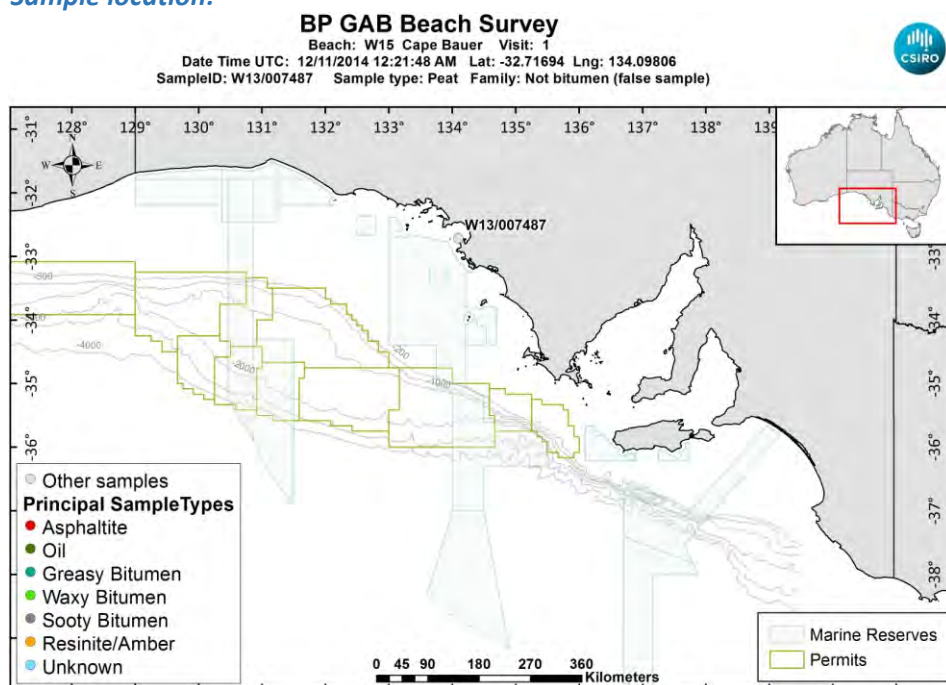 Sample location:
BP GAB Beach Survey
Beach: W15 Cape Bauer Visit: 1
Date Time UTC: 12/11/2014 12:21:48 AM Lat: -32.71694 Lng: 134.09806
SampleID: W13/007487 Sample type: Peat Family: Not bitumen (false sample)
CSIRO
128° 129° 130° 131° 132° 133° 134° 135° 136° 137° 138° 139
-31°
-32°
-33°
-34°
-35°
-36°
-37°
-38°
N
W E
S
W13/007487
-33°
-34°
-35°
-36°
-37°
-38°
-4000
-2000
-200
-1000
Other samples
Principal SampleTypes
Asphaltite
Oil
Greasy Bitumen
Waxy Bitumen
Sooty Bitumen
Resinite/Amber
Unknown
0 45 90 180 270 360
Kilometers
Marine Reserves
Permits